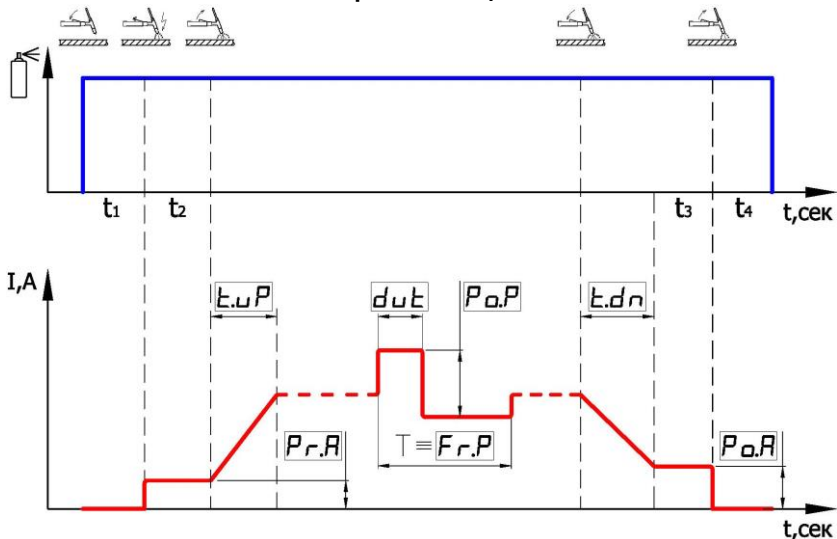 t₁ t₂ t₃ t₄ t,сек
I,A
t.uP dut Po.P t.dn
Pr.A T ≡ Fr.P Po.A
t,сек